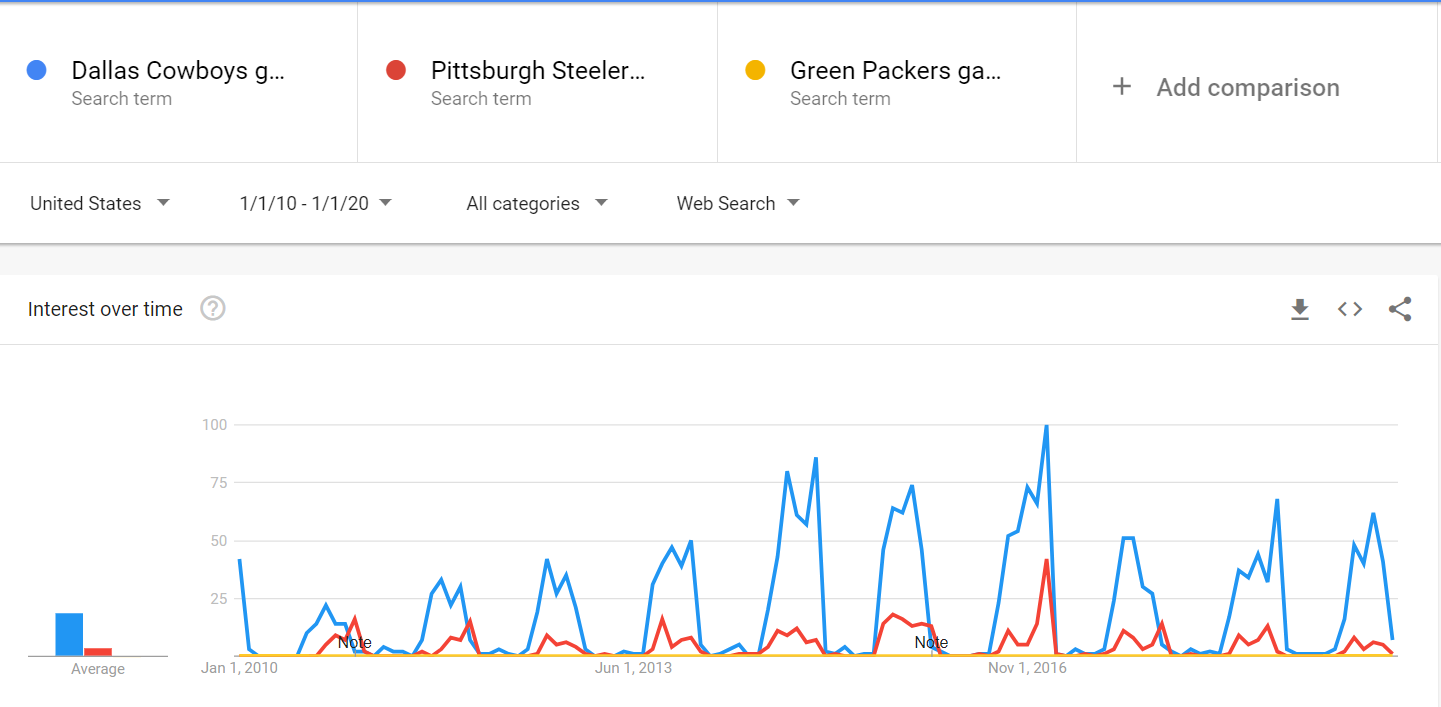 Dallas Cowboys g...
Search term
Pittsburgh Steeler...
Search term
Green Packers ga...
Search term
+ Add comparison
United States
1/1/10 - 1/1/20
All categories
Web Search
Interest over time ?
100
75
50
25
Note
Note
Average
Jan 1, 2010
Jun 1, 2013
Nov 1, 2016